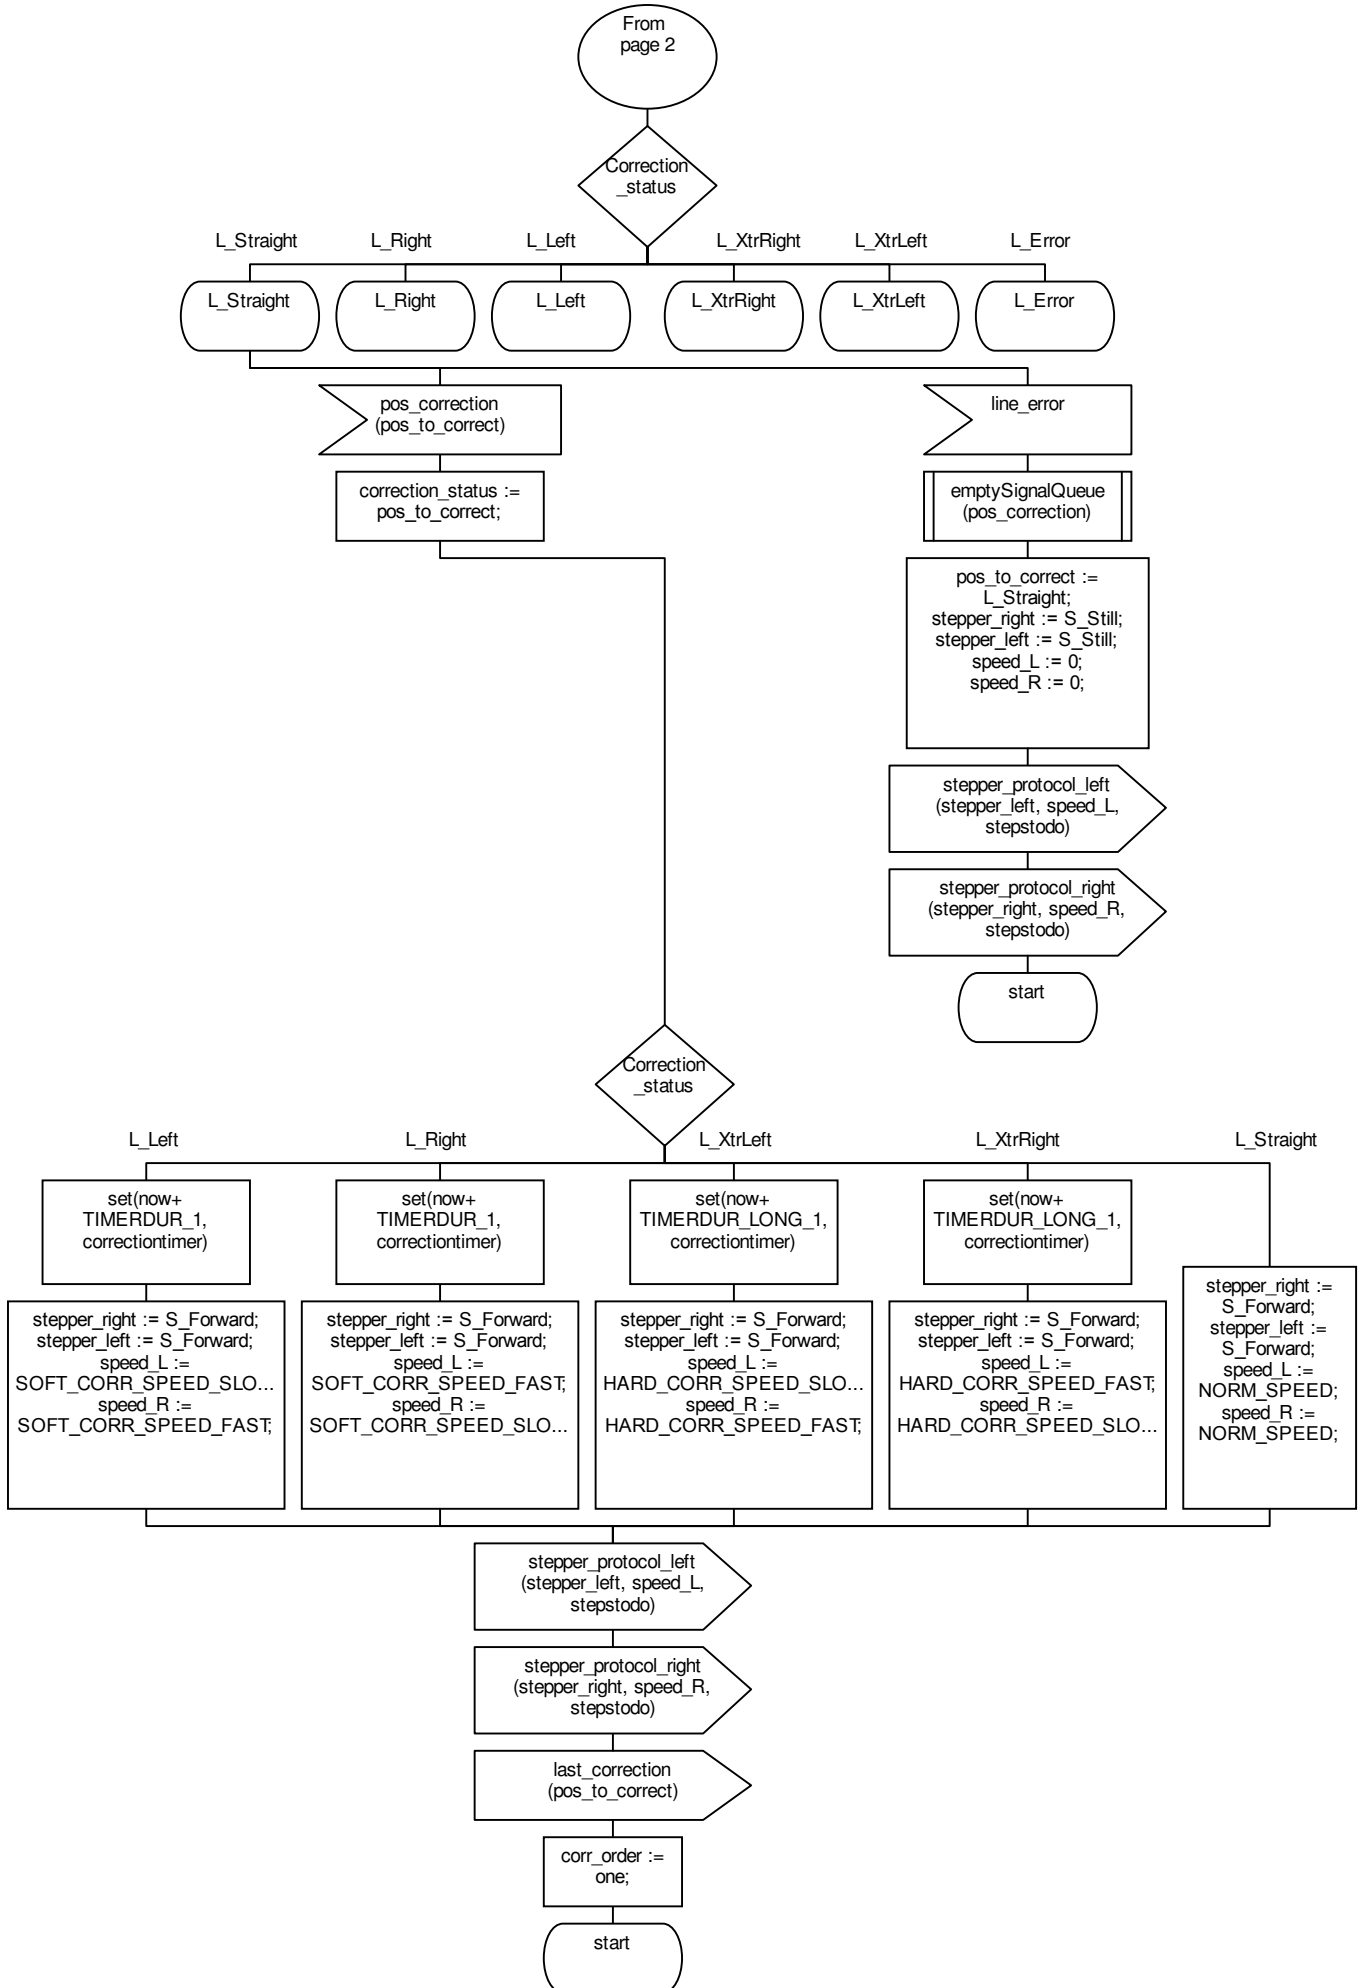 From
page 2
Correction
_status
L_Straight
L_Right
L_Left
L_XtrRight
L_XtrLeft
L_Error
L_Straight
L_Right
L_Left
L_XtrRight
L_XtrLeft
L_Error
pos_correction
(pos_to_correct)
line_error
correction_status :=
pos_to_correct;
emptySignalQueue
(pos_correction)
pos_to_correct :=
L_Straight;
stepper_right := S_Still;
stepper_left := S_Still;
speed_L := 0;
speed_R := 0;
stepper_protocol_left
(stepper_left, speed_L,
stepstodo)
stepper_protocol_right
(stepper_right, speed_R,
stepstodo)
start
Correction
_status
L_Left
L_Right
L_XtrLeft
L_XtrRight
L_Straight
set(now+
TIMERDUR_1,
correctiontimer)
set(now+
TIMERDUR_1,
correctiontimer)
set(now+
TIMERDUR_LONG_1,
correctiontimer)
set(now+
TIMERDUR_LONG_1,
correctiontimer)
stepper_right := S_Forward;
stepper_left := S_Forward;
speed_L :=
SOFT_CORR_SPEED_SLO...
speed_R :=
SOFT_CORR_SPEED_FAST;
stepper_right := S_Forward;
stepper_left := S_Forward;
speed_L :=
SOFT_CORR_SPEED_FAST;
speed_R :=
SOFT_CORR_SPEED_SLO...
stepper_right := S_Forward;
stepper_left := S_Forward;
speed_L :=
HARD_CORR_SPEED_SLO...
speed_R :=
HARD_CORR_SPEED_FAST;
stepper_right := S_Forward;
stepper_left := S_Forward;
speed_L :=
HARD_CORR_SPEED_FAST;
speed_R :=
HARD_CORR_SPEED_SLO...
stepper_right :=
S_Forward;
stepper_left :=
S_Forward;
speed_L :=
NORM_SPEED;
speed_R :=
NORM_SPEED;
stepper_protocol_left
(stepper_left, speed_L,
stepstodo)
stepper_protocol_right
(stepper_right, speed_R,
stepstodo)
last_correction
(pos_to_correct)
corr_order :=
one;
start